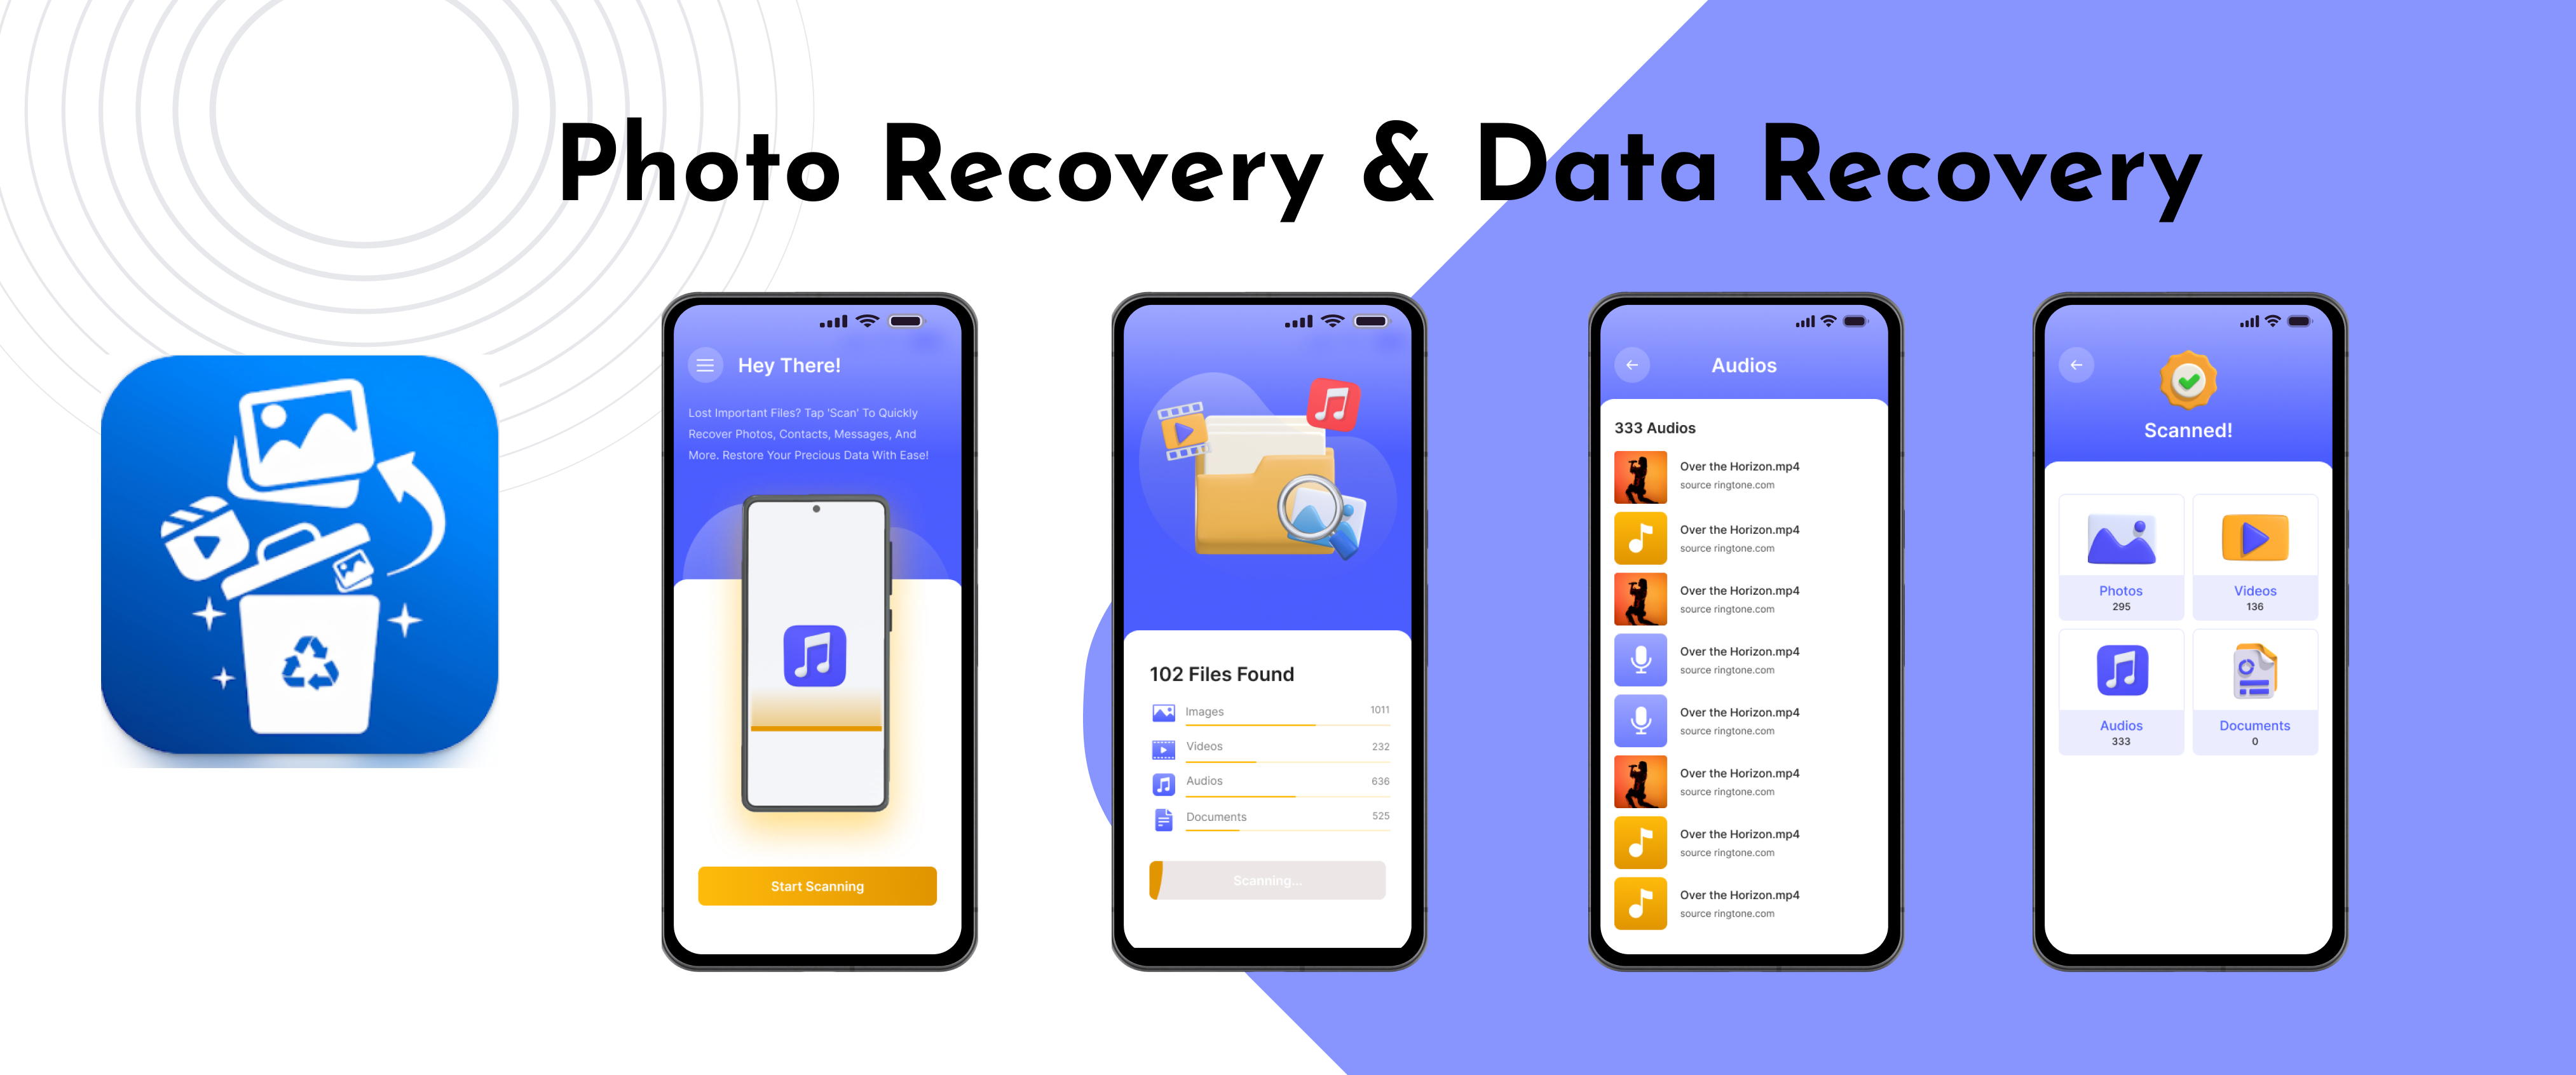 Photo Recovery & Data Recovery
Hey There!
Lost Important Files? Tap 'Scan' To Quickly
Recover Photos, Contacts, Messages, And
More. Restore Your Precious Data With Ease!
Start Scanning
102 Files Found
Images 1011
Videos 232
Audios 636
Documents 525
Scanning...
Audios
333 Audios
Over the Horizon.mp4
source ringtone.com
Over the Horizon.mp4
source ringtone.com
Over the Horizon.mp4
source ringtone.com
Over the Horizon.mp4
source ringtone.com
Over the Horizon.mp4
source ringtone.com
Over the Horizon.mp4
source ringtone.com
Over the Horizon.mp4
source ringtone.com
Over the Horizon.mp4
source ringtone.com
Scanned!
Photos
295
Videos
136
Audios
333
Documents
0